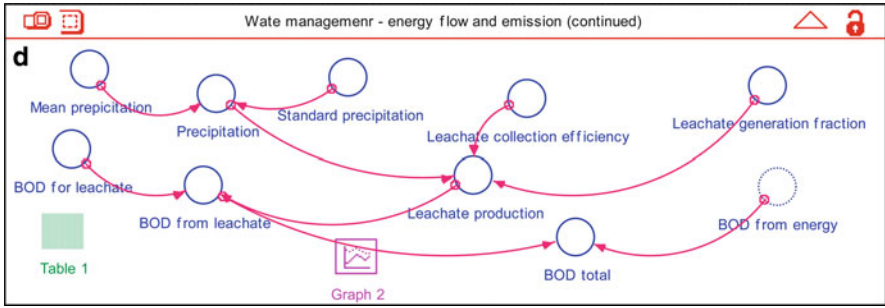 Wate managemenr - energy flow and emission (continued)
d
Mean prepicitation
Precipitation
Standard precipitation
Leachate collection efficiency
Leachate generation fraction
BOD for leachate
BOD from leachate
Leachate production
BOD from energy
BOD total
Table 1
Graph 2